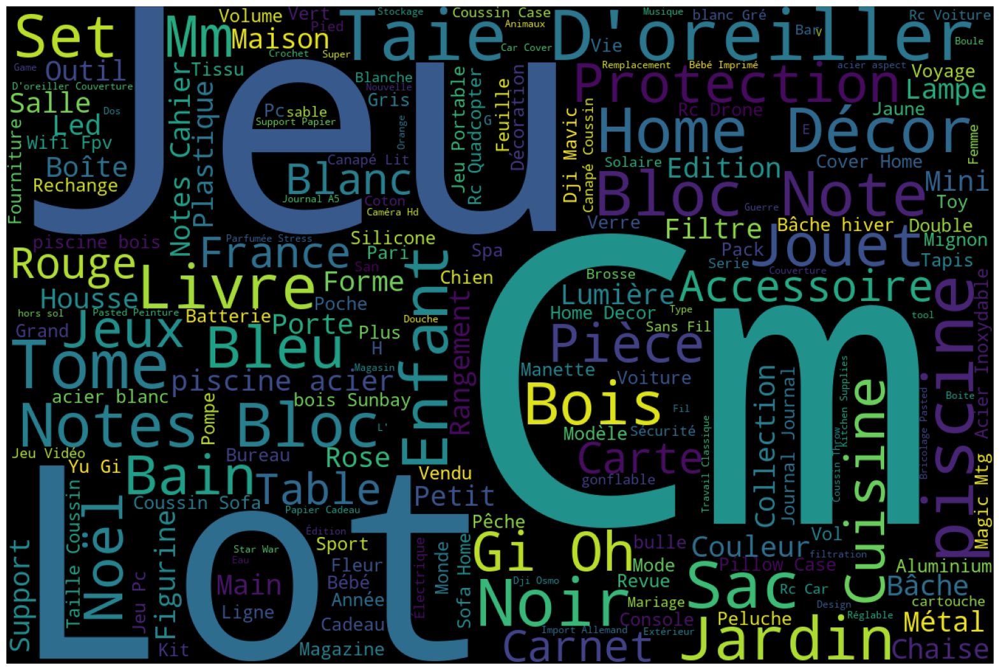 Set
Mm
Volume
Maison
Vert
Pied
Taie D'oreiller
Stockage
Coussin Case
Animaux
Musique
blanc Gré
Rc Voiture
Bar
V
Vie
Boule
Car Cover
Crochet
Super
Game
Outil
Tissu
D'oreiller Couverture
Salle
Dos
Led
Wifi Fpv
Boîte
Rechange
Fourniture
Notes Cahier
Plastique
Jeu
Pc
sable
Support Papier
Blanche
Nouvelle
Gris
Orange
Canapé Lit
Blanc
Journal A5
Coton
Caméra Hd
Jeu Portable
Rc Quadcopter
G
Feuille
Décoration
Protection
Remplacement
Bébé Imprimé
acier aspect
Voyage
Lampe
Rc Drone
Jaune
Home Décor
E
Femme
Dji Mavic
Canapé Coussin
Solaire
Edition
Cover Home
Mini
Bloc Note
Guerre
Toy
Verre
Filtre
Bâche hiver
Double
Mignon
piscine bois
Parfumée Stress
France
Silicone
Pari
San
Spa
Pack
Serie
Jouet
Couverture
Tapis
Rouge
Livre
Forme
Chien
Brosse
Lumière
Accessoire
Housse
Poche
Enfant
Rangement
Home Decor
Type
Sans Fil
tool
hors sol
Pasted Peinture
Batterie
Grand
Jeux
Porte
Plus
Douche
Bleu
H
Pièce
piscine
Acier Inoxydable
Tome
Magasin
Manette
Voiture
piscine acier
Cm
acier blanc
bois Sunbay
Bois
Fil
Boite
Pompe
Notes Bloc
L'
Modèle
Sécurité
Collection
Journal Journal
Kitchen Supplies
Coussin Throw
Travail Classique
Cuisine
Bricolage Pasted
Magic Mtg
Jeu Vidéo
Yu Gi
Bureau
Rose
Carte
gonflable
Bain
Table
Vendu
Petit
Lot
Taille Coussin
Noël
Coussin Sofa
Papier Cadeau
Support
Figurine
Jeu Pc
Édition
Sport
Star War
Eau
Main
Fleur
Bébé
Année
Ligne
Cadeau
Kit
Magazine
Électrique
Monde
Sofa Home
Pêche
Gi Oh
bulle
Couleur
Vol
filtration
Mode
Pillow Case
Aluminium
Revue
Dji Osmo
Noir
Mariage
Sac
Rc Car
Bâche
Console
Design
cartouche
Import Allemand
Extérieur
Peluche
Réglable
Métal
Carnet
Jardin
Chaise